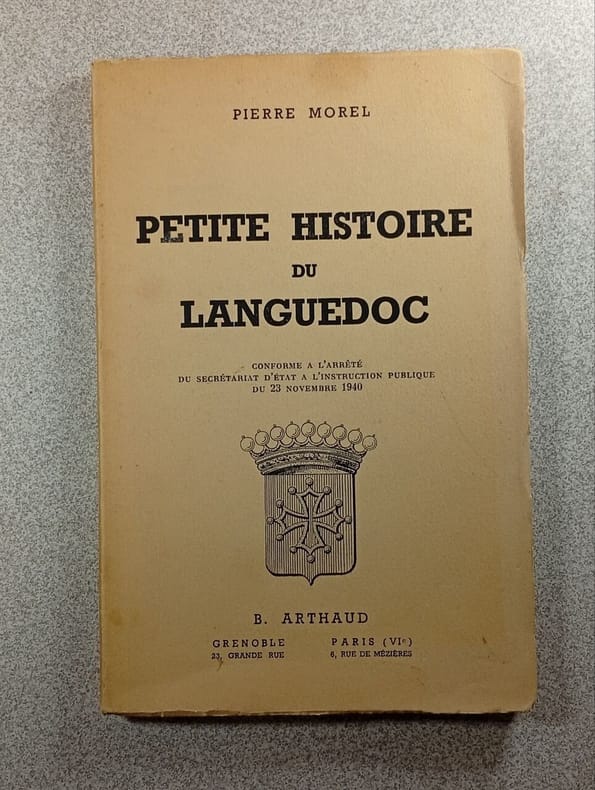 PIERRE MOREL
PETITE HISTOIRE
DU
LANGUEDOC
CONFORME A L'ARRÊTÉ
DU SECRÉTARIAT D'ÉTAT A L'INSTRUCTION PUBLIQUE
DU 23 NOVEMBRE 1940
B. ARTHAUD
GRENOBLE PARIS (VIe)
23, GRANDE RUE 6, RUE DE MÉZIÈRES